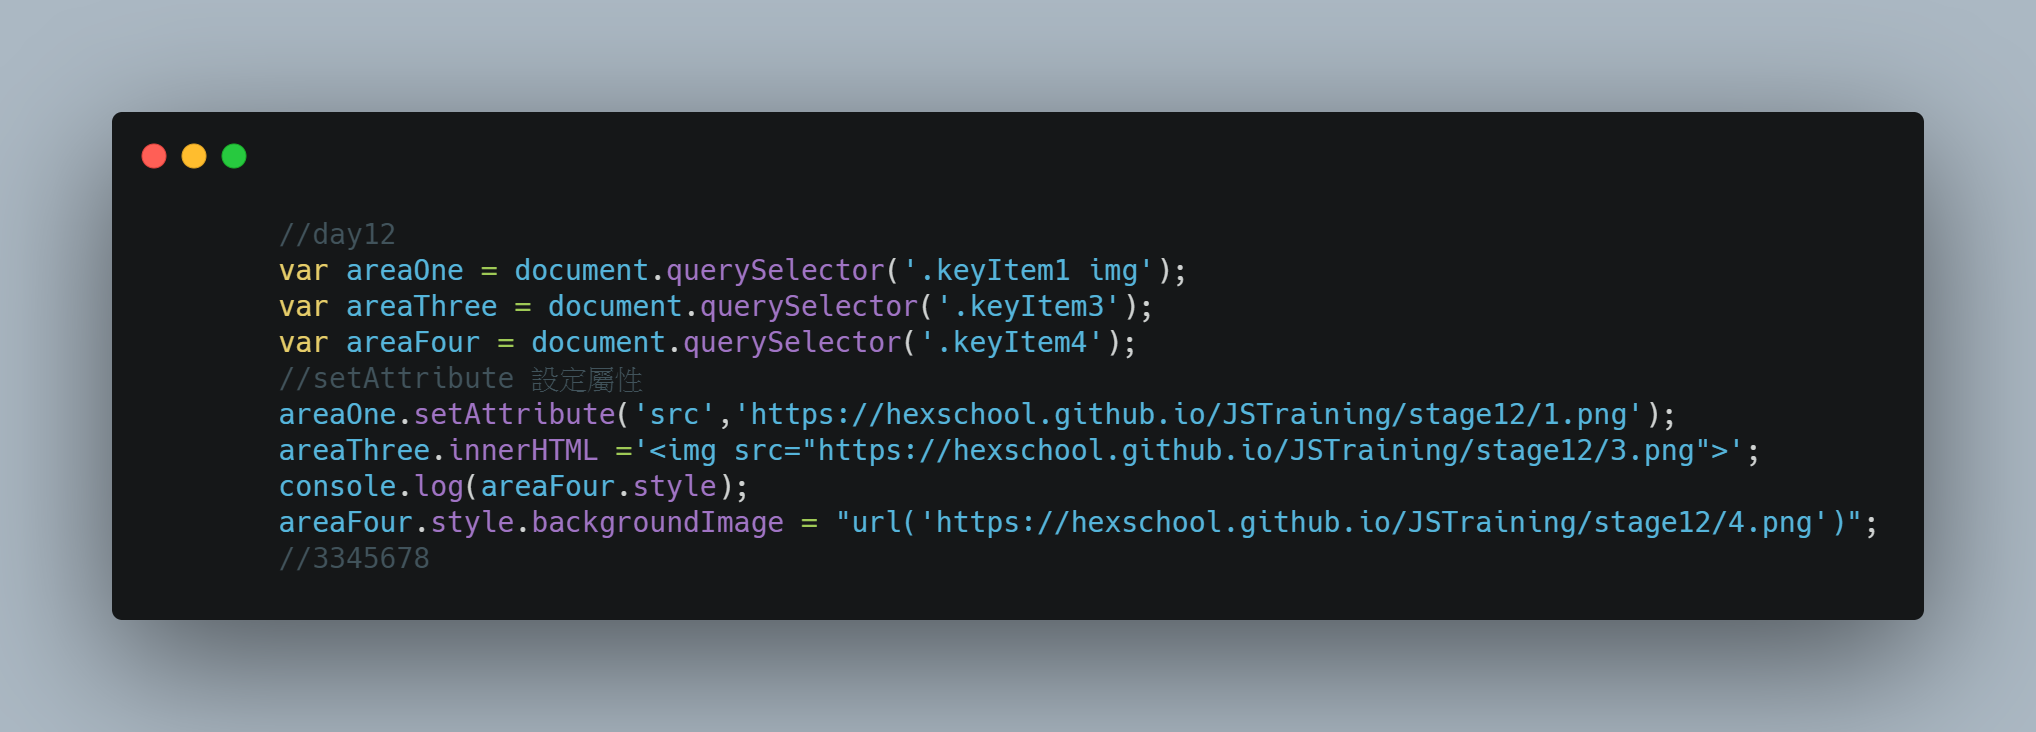 //day12
var areaOne = document.querySelector('.keyItem1 img');
var areaThree = document.querySelector('.keyItem3');
var areaFour = document.querySelector('.keyItem4');
//setAttribute 設定屬性
areaOne.setAttribute('src','https://hexschool.github.io/JSTraining/stage12/1.png');
areaThree.innerHTML ='<img src="https://hexschool.github.io/JSTraining/stage12/3.png">';
console.log(areaFour.style);
areaFour.style.backgroundImage = "url('https://hexschool.github.io/JSTraining/stage12/4.png')";
//3345678